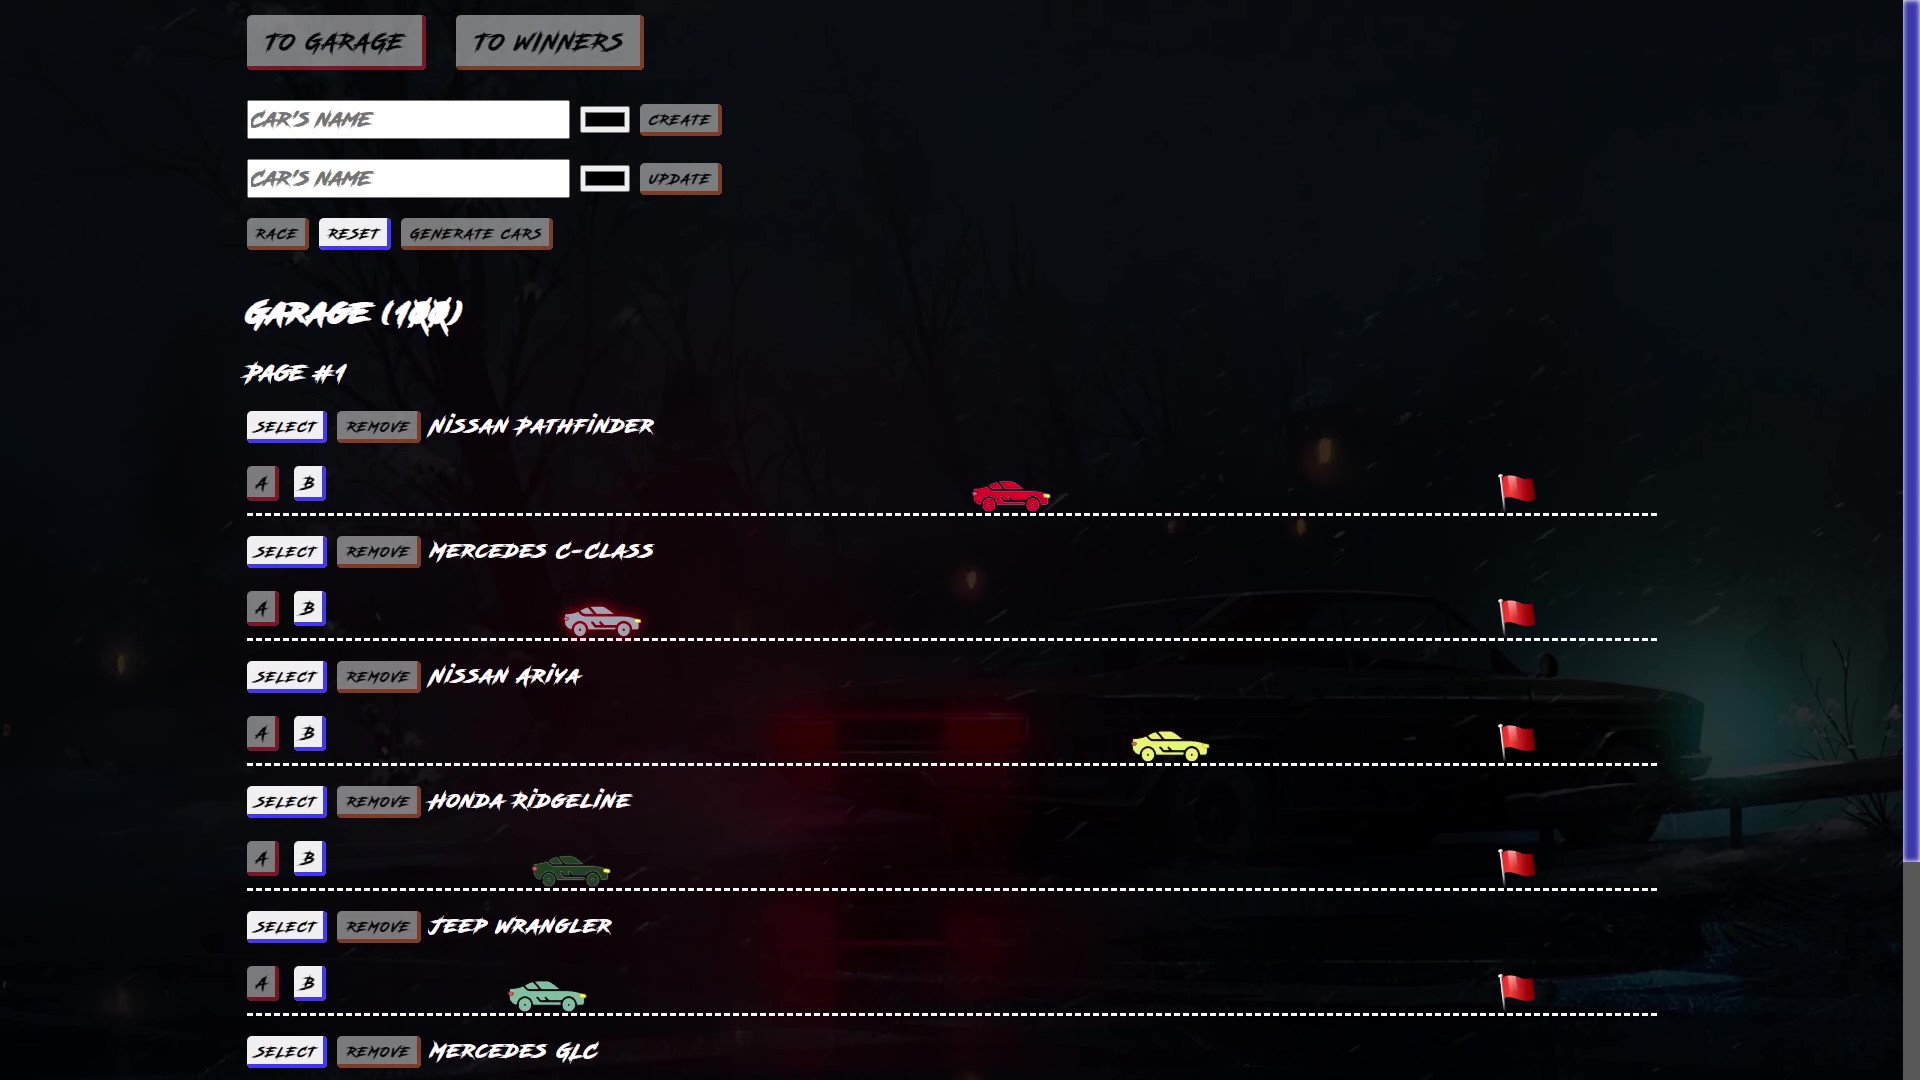 TO GARAGE TO WINNERS
CAR'S NAME CREATE
CAR'S NAME UPDATE
RACE RESET GENERATE CARS
GARAGE (100)
PAGE #1
SELECT REMOVE NISSAN PATHFINDER
A B
SELECT REMOVE MERCEDES C-CLASS
A B
SELECT REMOVE NISSAN ARIYA
A B
SELECT REMOVE HONDA RIDGELINE
A B
SELECT REMOVE JEEP WRANGLER
A B
SELECT REMOVE MERCEDES GLC